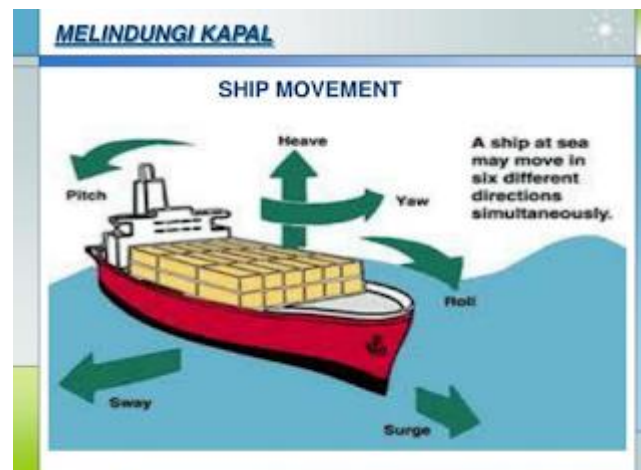 MELINDUNGI KAPAL
SHIP MOVEMENT
Heave
A ship at sea
may move in
six different
directions
simultaneously.
Pitch
Yaw
Roll
Sway
Surge